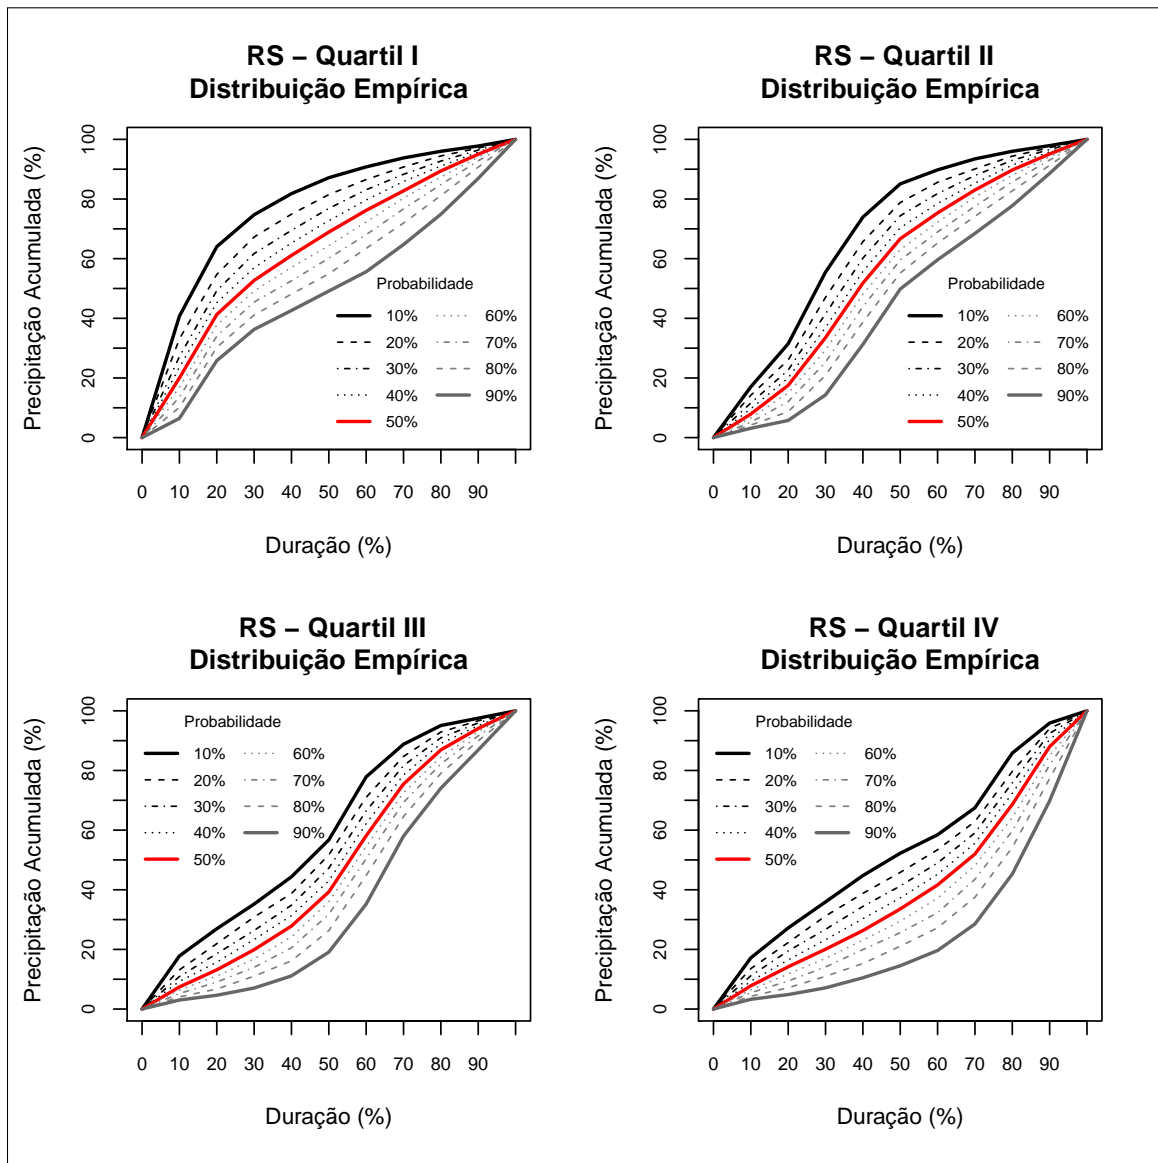 RS – Quartil I
Distribuição Empírica
Precipitação Acumulada (%)
100
80
60
40
20
0
Probabilidade
10%
20%
30%
40%
50%
60%
70%
80%
90%
0 10 20 30 40 50 60 70 80 90
Duração (%)
RS – Quartil II
Distribuição Empírica
Precipitação Acumulada (%)
100
80
60
40
20
0
Probabilidade
10%
20%
30%
40%
50%
60%
70%
80%
90%
0 10 20 30 40 50 60 70 80 90
Duração (%)
RS – Quartil III
Distribuição Empírica
Precipitação Acumulada (%)
100
80
60
40
20
0
Probabilidade
10%
20%
30%
40%
50%
60%
70%
80%
90%
0 10 20 30 40 50 60 70 80 90
Duração (%)
RS – Quartil IV
Distribuição Empírica
Precipitação Acumulada (%)
100
80
60
40
20
0
Probabilidade
10%
20%
30%
40%
50%
60%
70%
80%
90%
0 10 20 30 40 50 60 70 80 90
Duração (%)